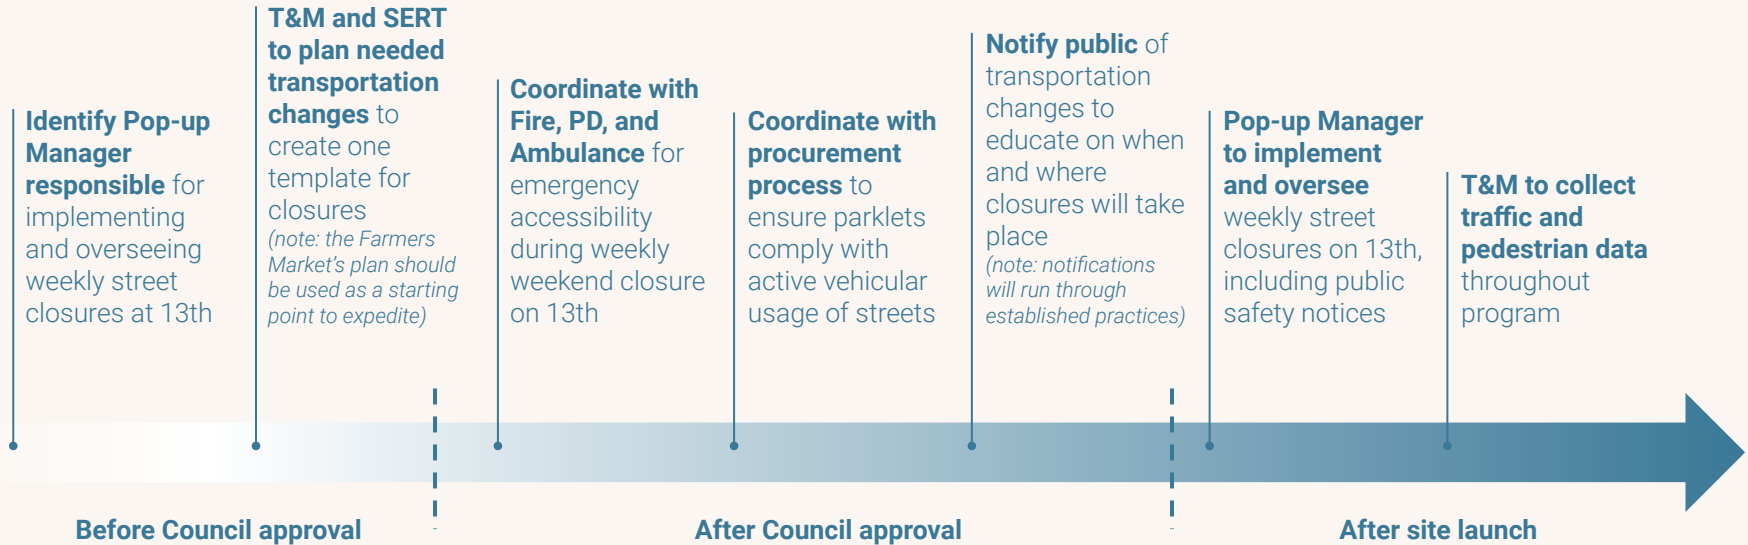 Identify Pop-up
Manager
responsible for
implementing
and overseeing
weekly street
closures at 13th
T&M and SERT
to plan needed
transportation
changes to
create one
template for
closures
(note: the Farmers
Market's plan should
be used as a starting
point to expedite)
Coordinate with
Fire, PD, and
Ambulance for
emergency
accessibility
during weekly
weekend closure
on 13th
Coordinate with
procurement
process to
ensure parklets
comply with
active vehicular
usage of streets
Notify public of
transportation
changes to
educate on when
and where
closures will take
place
(note: notifications
will run through
established practices)
Pop-up Manager
to implement
and oversee
weekly street
closures on 13th,
including public
safety notices
T&M to collect
traffic and
pedestrian data
throughout
program
Before Council approval
After Council approval
After site launch